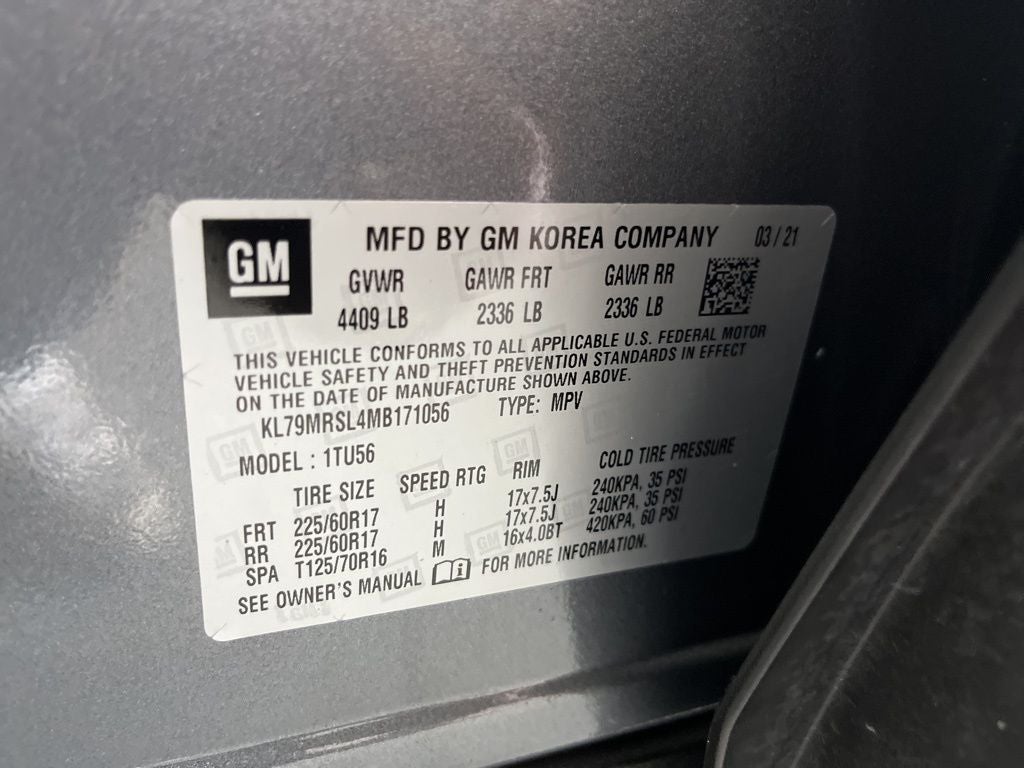 GM
MFD BY GM KOREA COMPANY 03/21
GVWR GAWR FRT GAWR RR
4409 LB 2336 LB 2336 LB
THIS VEHICLE CONFORMS TO ALL APPLICABLE U.S. FEDERAL MOTOR
VEHICLE SAFETY AND THEFT PREVENTION STANDARDS IN EFFECT
ON THE DATE OF MANUFACTURE SHOWN ABOVE.
KL79MRSL4MB171056 TYPE: MPV
MODEL : 1TU56
TIRE SIZE SPEED RTG RIM COLD TIRE PRESSURE
FRT 225/60R17 H 17x7.5J 240KPA, 35 PSI
RR 225/60R17 H 17x7.5J 240KPA, 35 PSI
SPA T125/70R16 M 16x4.0BT 420KPA, 60 PSI
SEE OWNER'S MANUAL FOR MORE INFORMATION.